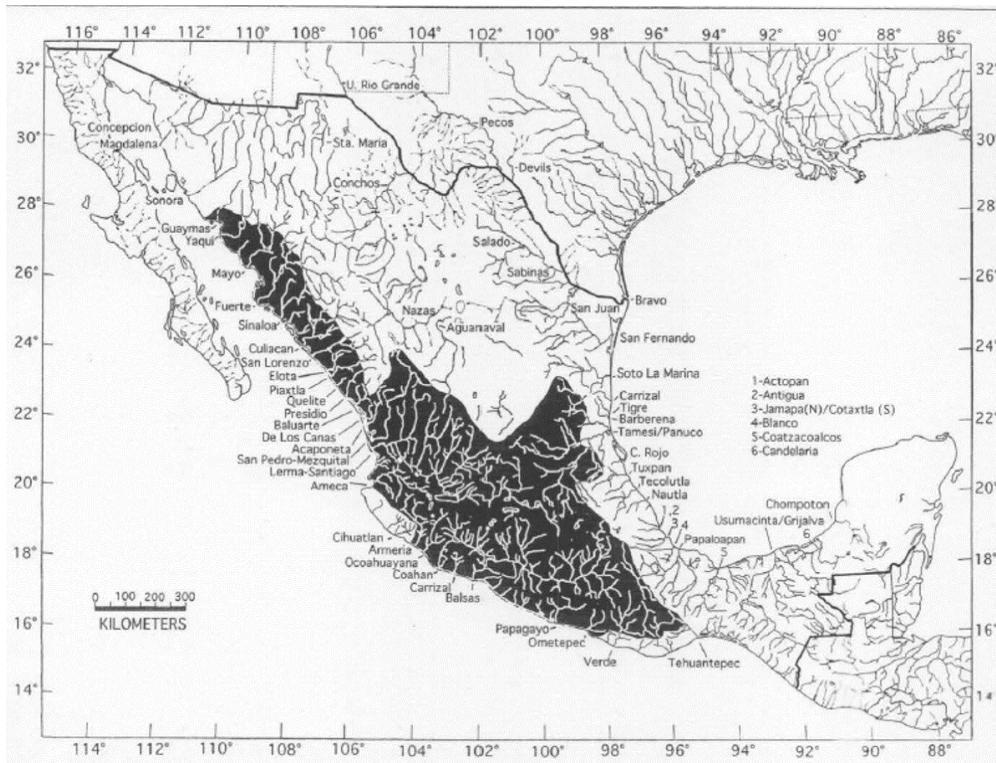 116° 114° 112° 110° 108° 106° 104° 102° 100° 98° 96° 94° 92° 90° 88° 86°
32°
32°
U. Rio Grande
Pecos
Concepcion
Magdalena
Sta. Maria
30°
30°
Devils
Conchos
Sonora
28°
28°
Guaymas
Yaqui
Salado
Mayo
Sabinas
26°
26°
Fuerte
Nazas
San Juan
Bravo
Sinaloa
Aguanaval
San Fernando
24°
24°
Culiacan
San Lorenzo
Elota
Soto La Marina
Piaxtla
Quelite
Carrizal
Presidio
Tigre
22°
22°
Baluarte
Barberena
De Los Canas
Tamesi/Panuco
Acaponeta
San Pedro-Mezquital
C. Rojo
Lerma-Santiago
Tuxpan
20°
20°
Ameca
Tecolutla
Nautla
1-Actopan
2-Antigua
3-Jamapa(N)/Cotaxtla (S)
4-Blanco
5-Coatzacoalcos
6-Candelaria
Chompoton
1,2
3 4
Usumacinta/Grijalva
6
Cihuatlan
Papaloapan
5
Armeria
18°
18°
Ocoahuayana
Coahan
Carrizal
Balsas
0 100 200 300
KILOMETERS
16°
16°
Papagayo
Ometepec
Verde
Tehuantepec
14°
14°
114° 112° 110° 108° 106° 104° 102° 100° 98° 96° 94° 92° 90° 88°